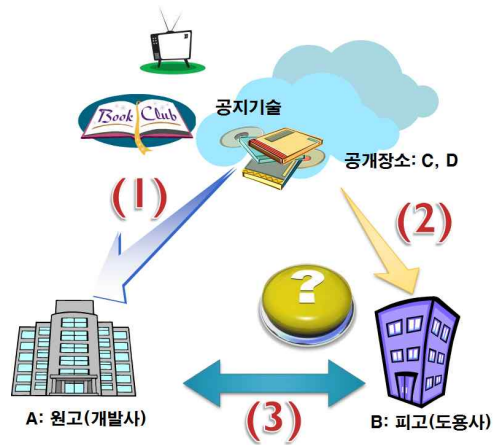 Book Club
공지기술
공개장소: C, D
(1)
(2)
?
(3)
A: 원고(개발사)
B: 피고(도용사)